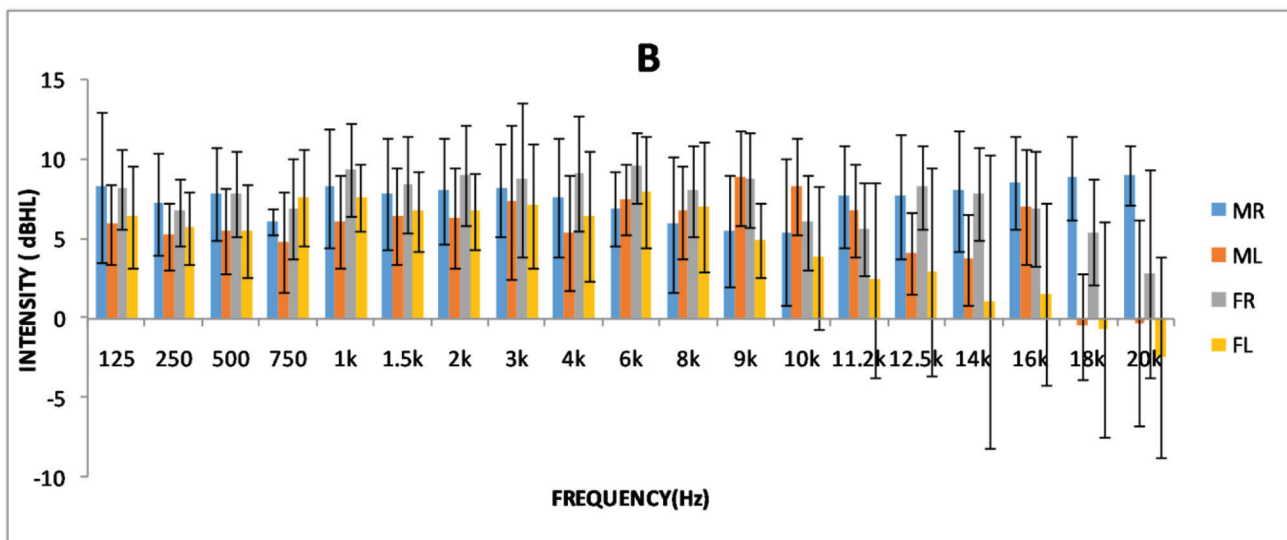 B
INTENSITY ( dBHL)
15
10
5
0
-5
-10
125 250 500 750 1k 1.5k 2k 3k 4k 6k 8k 9k 10k 11.2k 12.5k 14k 16k 18k 20k
FREQUENCY(Hz)
MR
ML
FR
FL